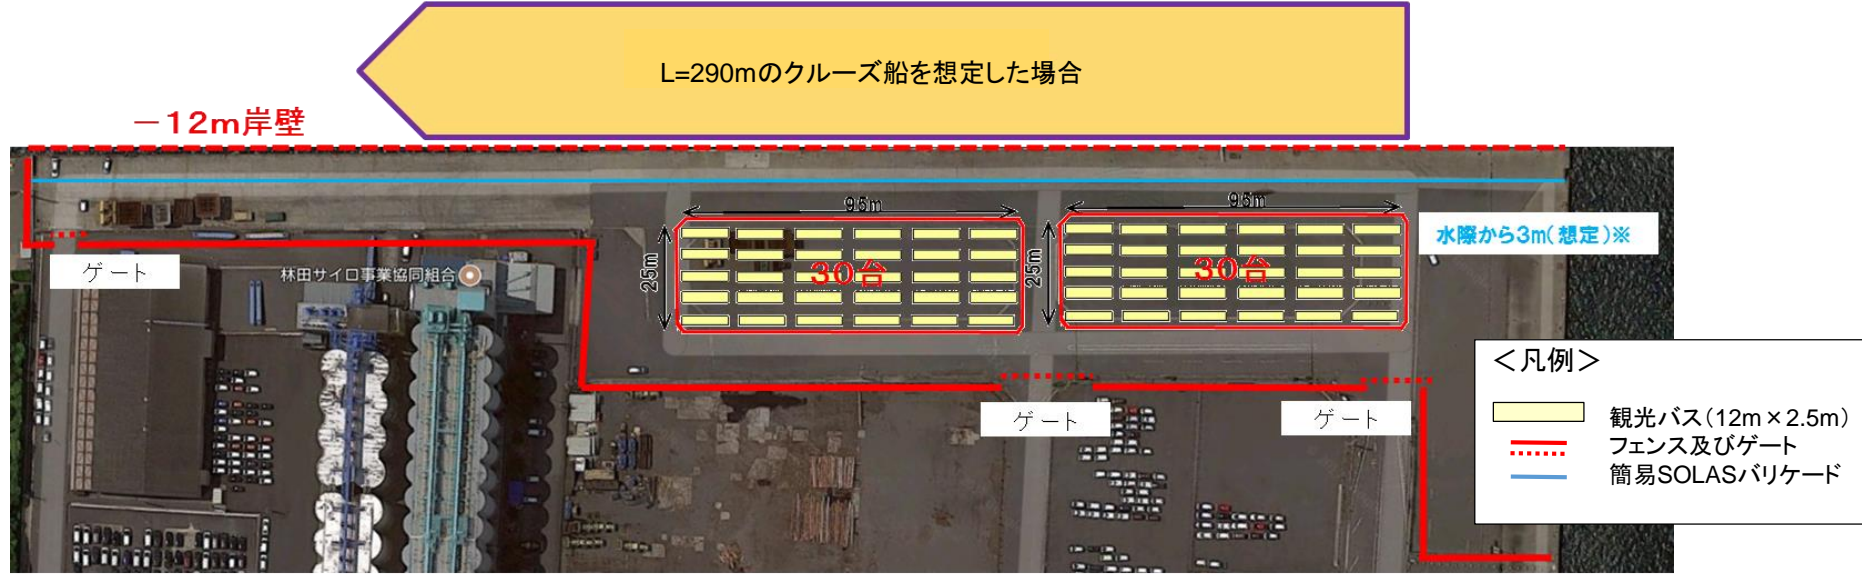 L=290mのクルーズ船を想定した場合
－12m岸壁
95m
95m
水際から3m(想定)※
25m
30台
25m
30台
ゲート
林田サイロ事業協同組合
ゲート
ゲート
＜凡例＞
観光バス(12m×2.5m)
フェンス及びゲート
簡易SOLASバリケード